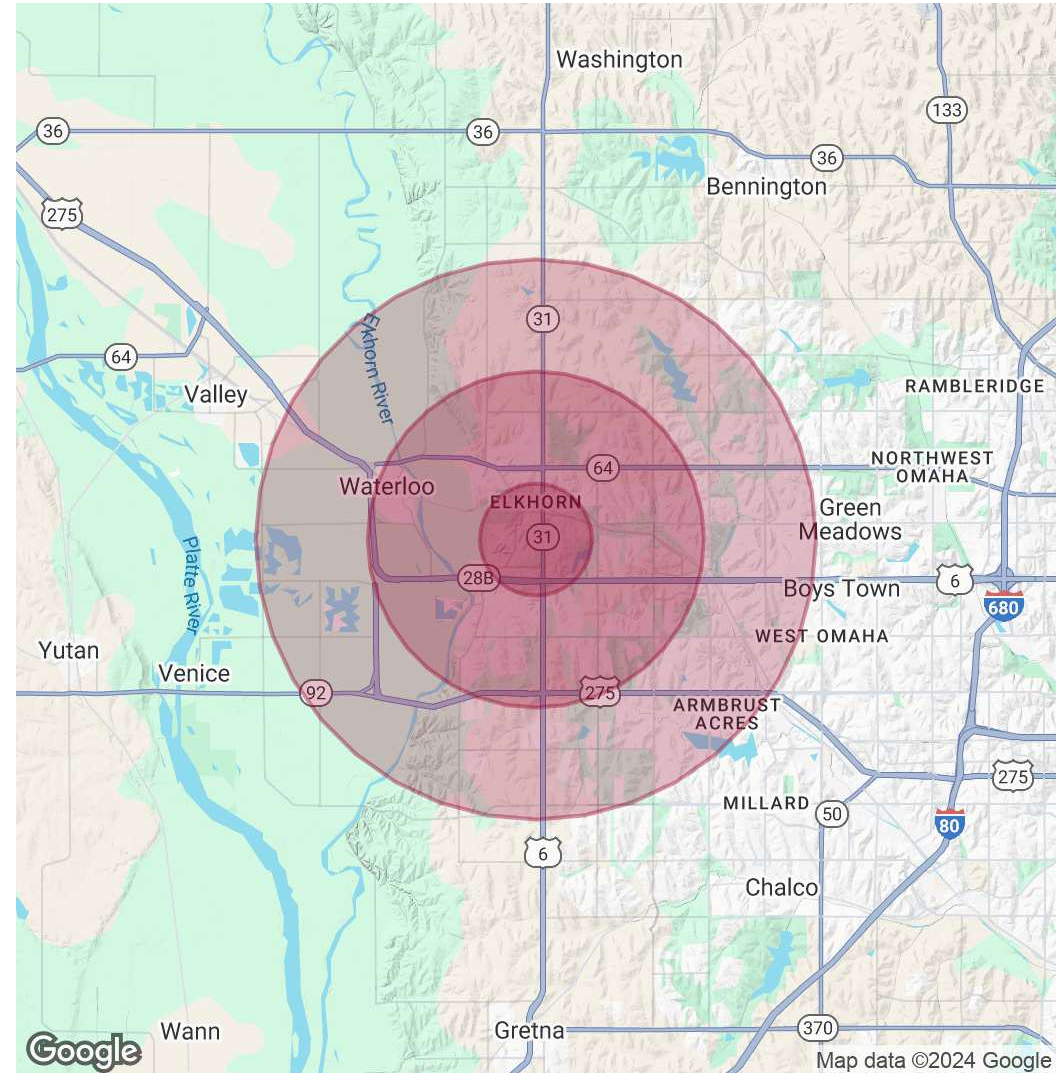 Washington
133
36
36
36
Bennington
275
31
Elkhorn River
64
Valley
RAMBLERIDGE
NORTHWEST
OMAHA
64
Waterloo
ELKHORN
Green
Meadows
31
Platte River
28B
6
Boys Town
680
WEST OMAHA
Yutan
Venice
92
275
ARMBRUST
ACRES
275
MILLARD
50
80
6
Chalco
Wann
Gretna
370
Google
Map data ©2024 Google